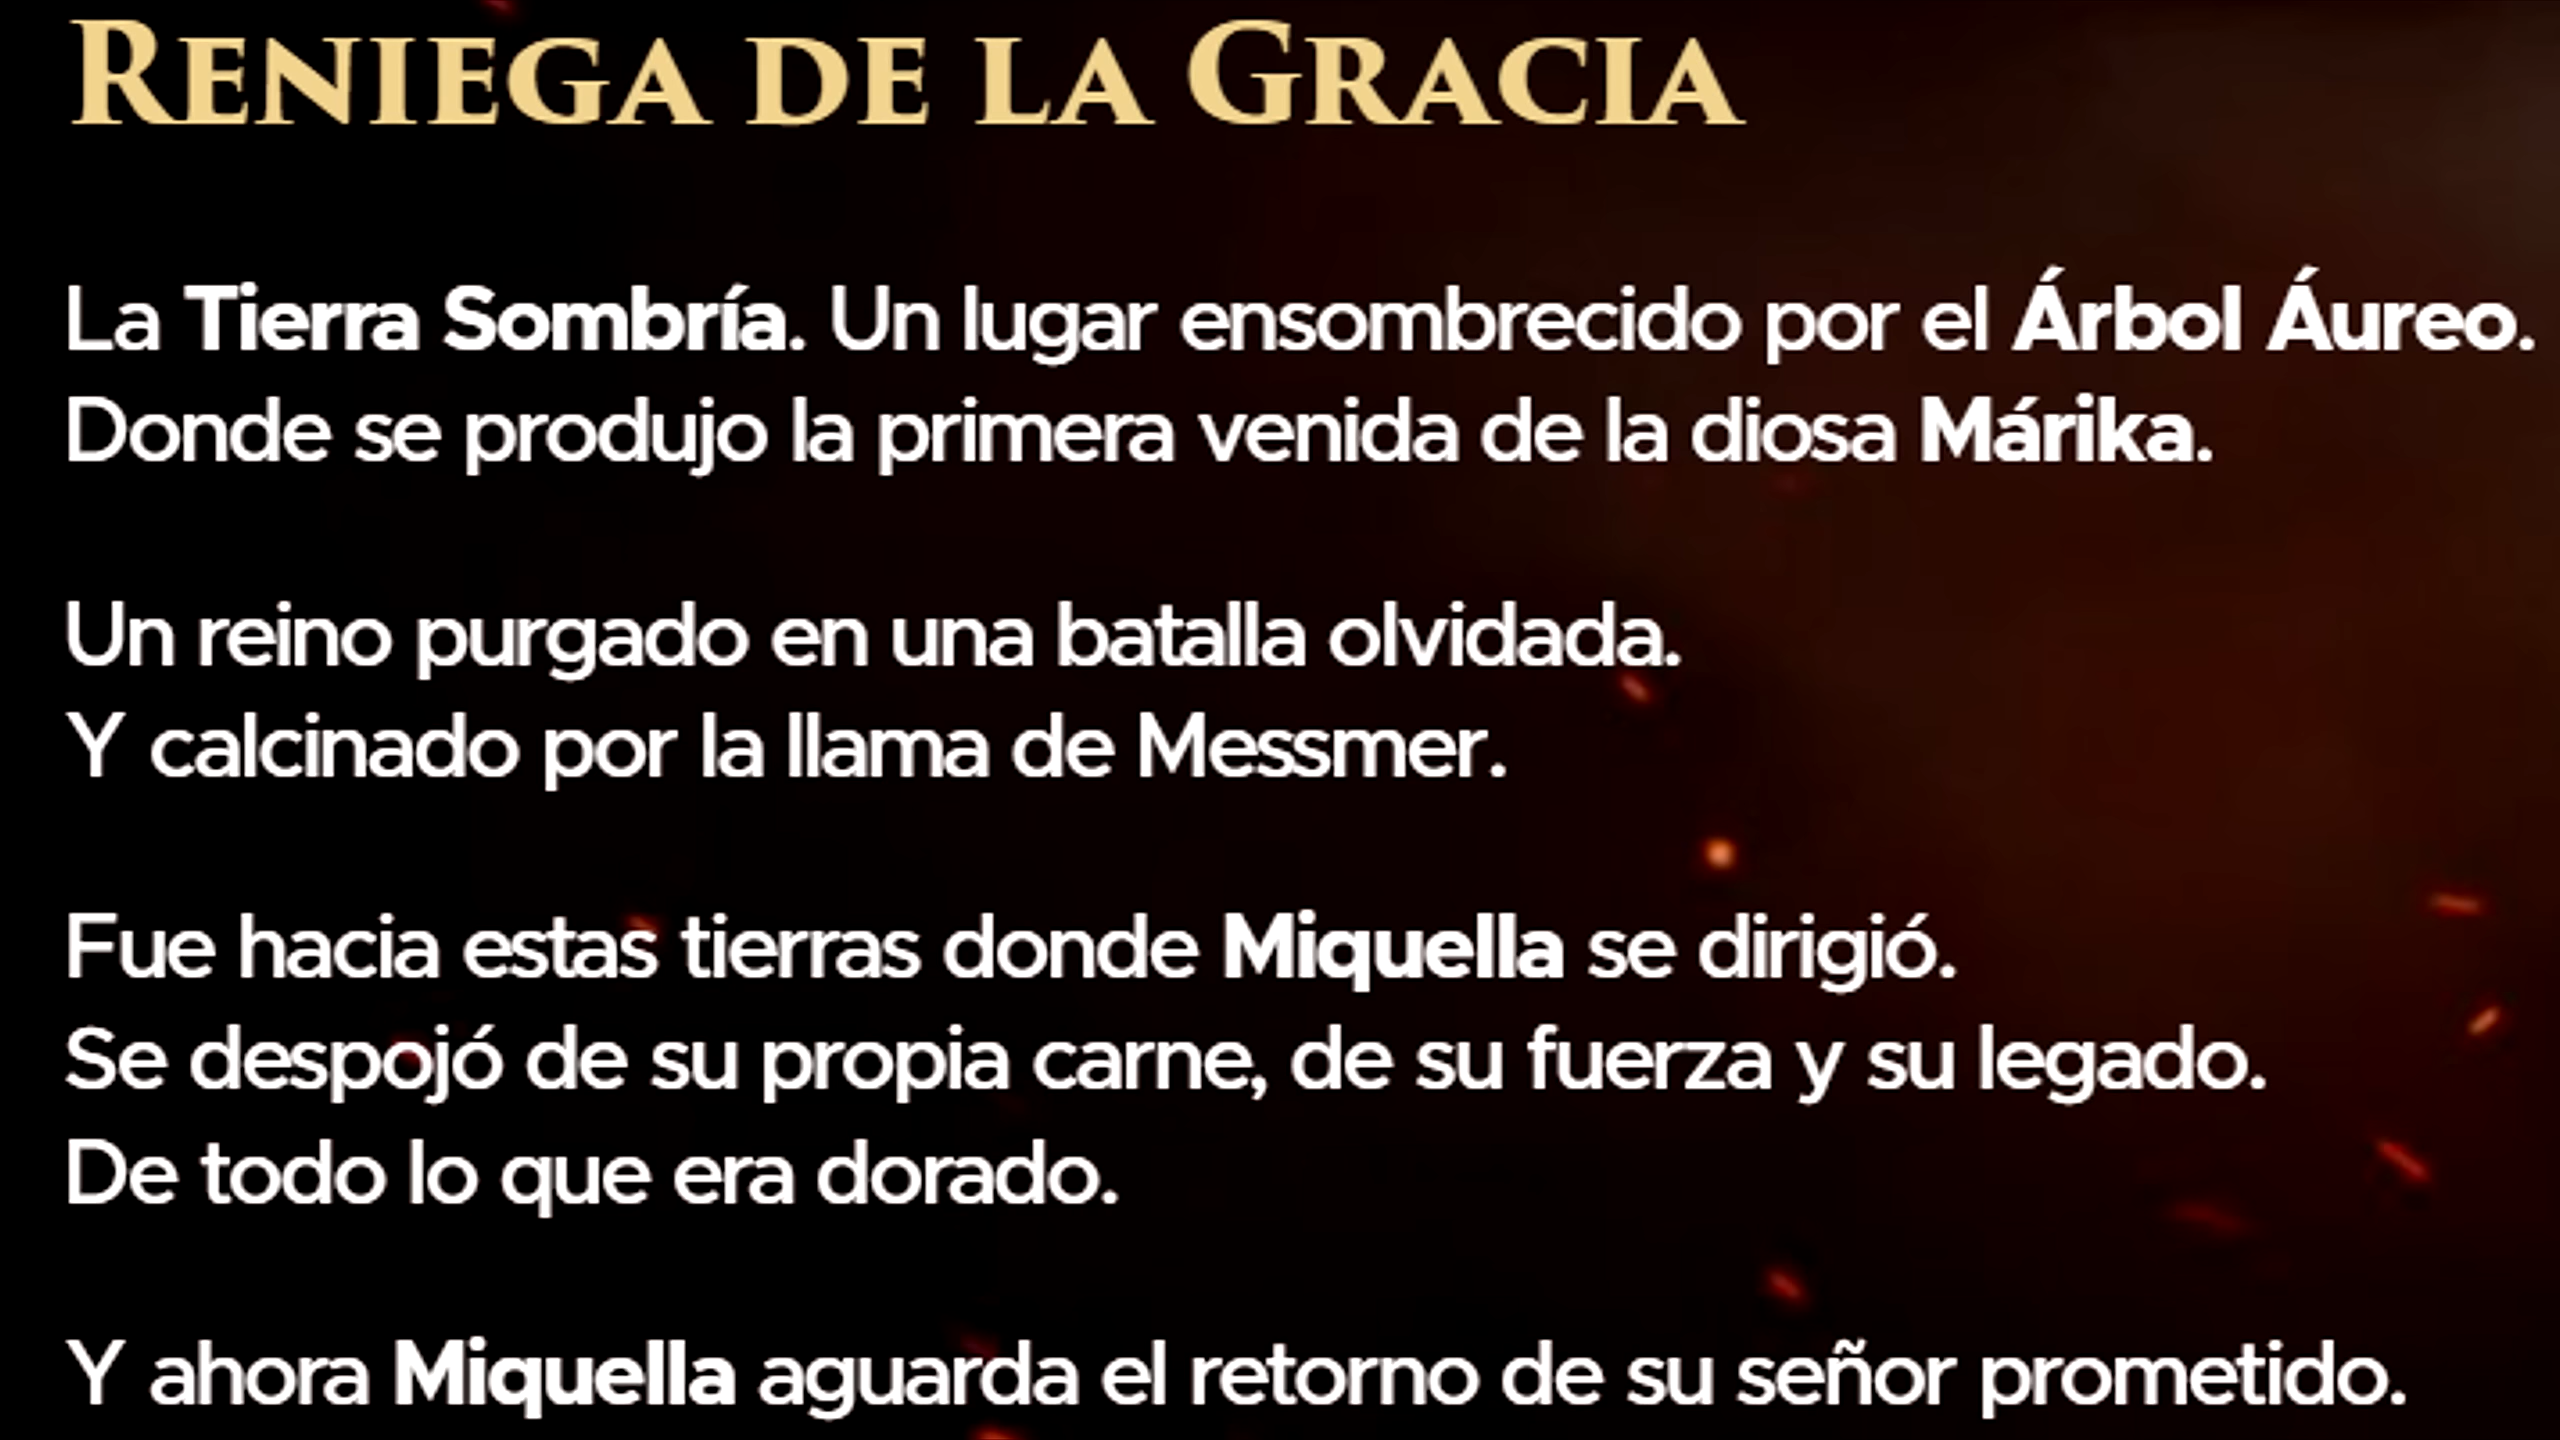 Reniega de la Gracia
La Tierra Sombría. Un lugar ensombrecido por el Árbol Áureo.
Donde se produjo la primera venida de la diosa Márika.
Un reino purgado en una batalla olvidada.
Y calcinado por la llama de Messmer.
Fue hacia estas tierras donde Miquella se dirigió.
Se despojó de su propia carne, de su fuerza y su legado.
De todo lo que era dorado.
Y ahora Miquella aguarda el retorno de su señor prometido.